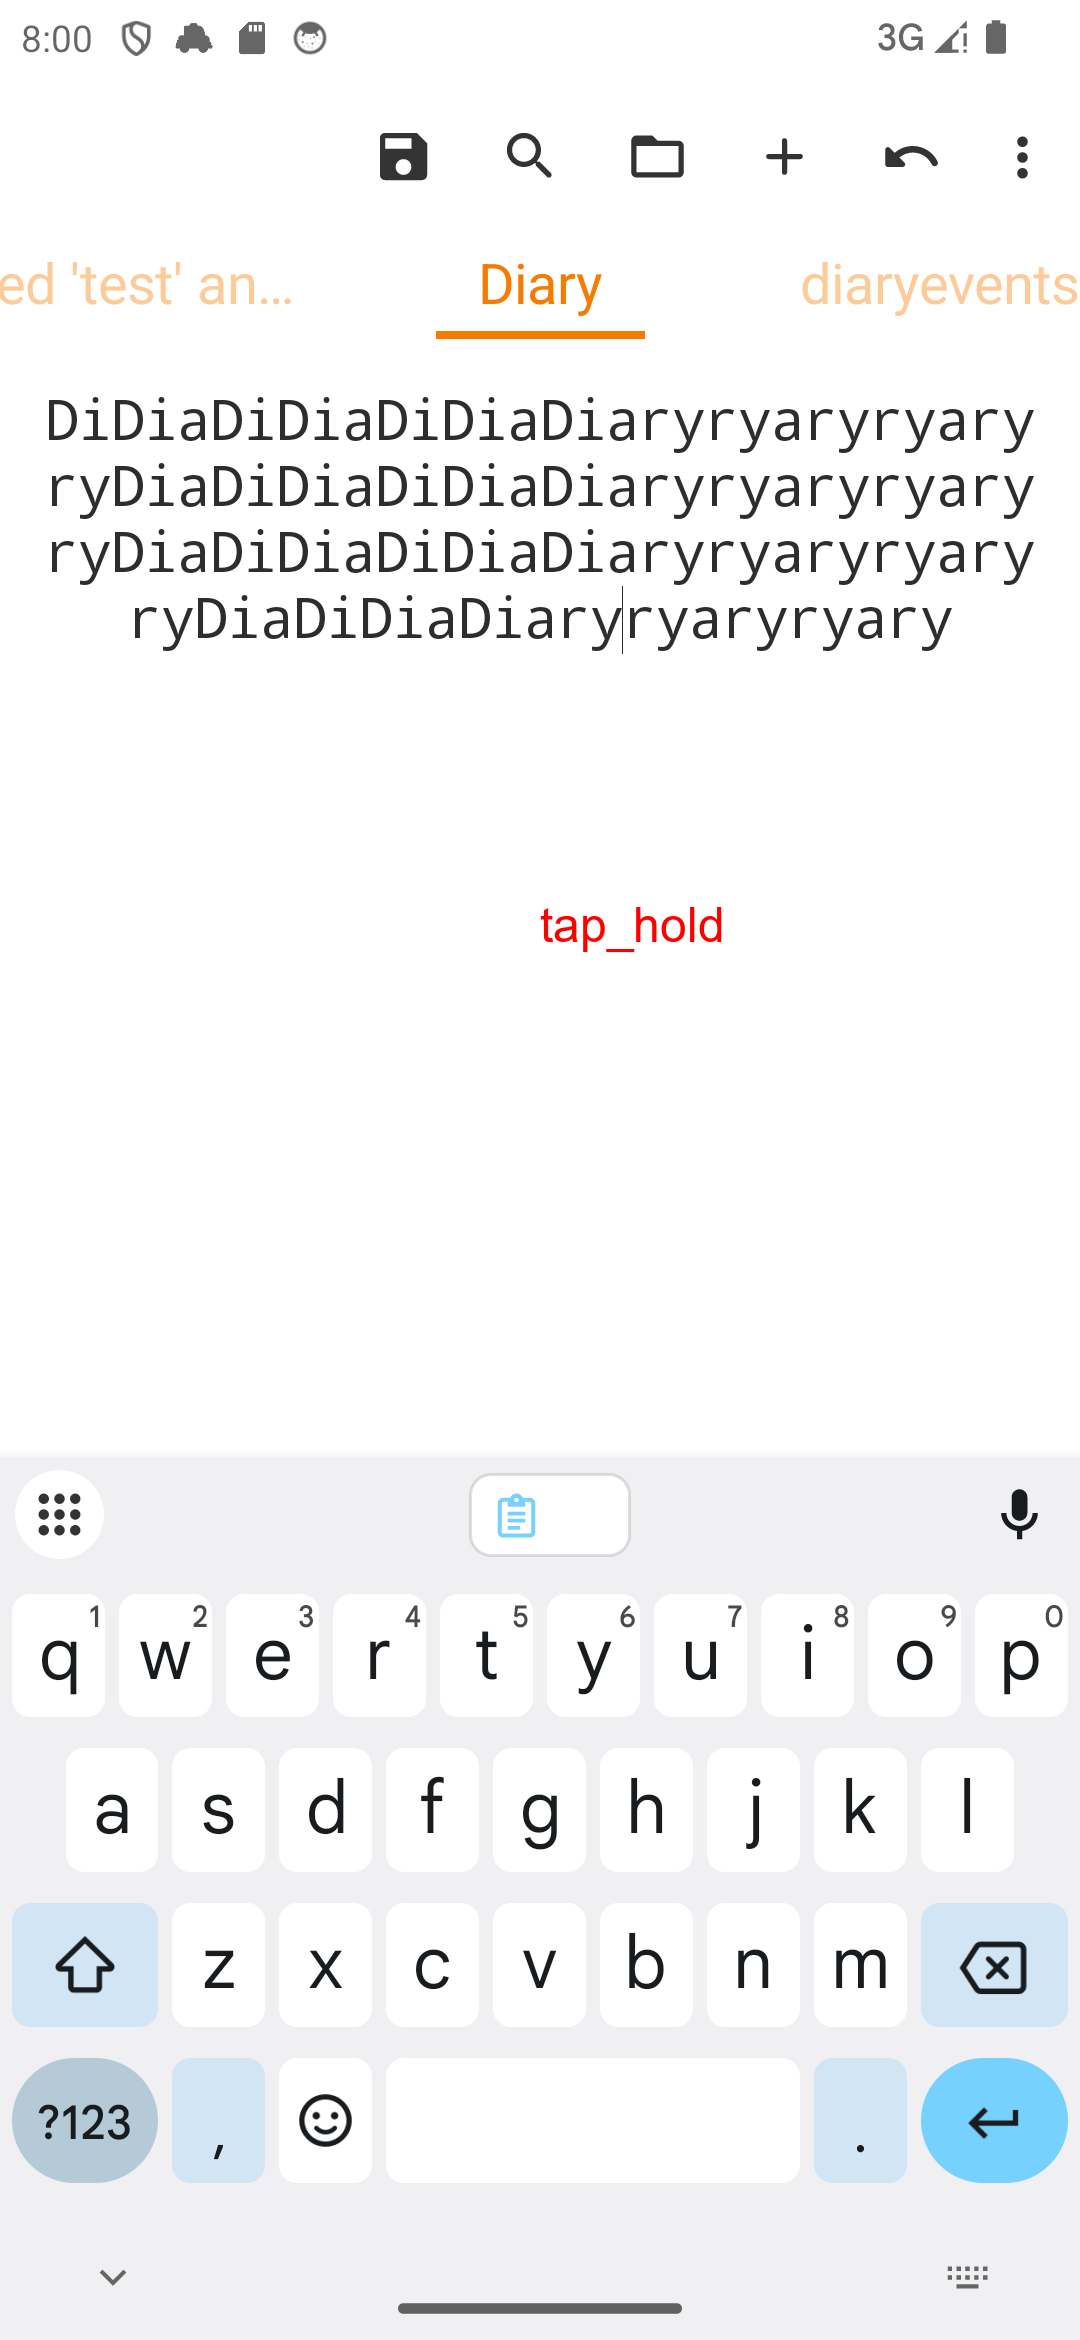 8:00
3G
ed 'test' an...
Diary
diaryevents
DiDiaDiDiaDiDiaDiaryryaryryary
ryDiaDiDiaDiDiaDiaryryaryryary
ryDiaDiDiaDiDiaDiaryryaryryary
ryDiaDiDiaDiaryryaryryary
tap_hold
q 1 w 2 e 3 r 4 t 5 y 6 u 7 i 8 o 9 p 0
a s d f g h j k l
z x c v b n m
?123 , .